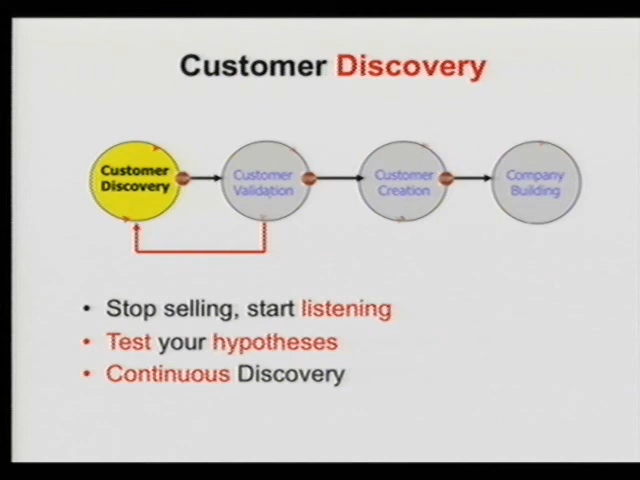 Customer Discovery
Customer
Discovery
Customer
Validation
Customer
Creation
Company
Building
• Stop selling, start listening
• Test your hypotheses
• Continuous Discovery